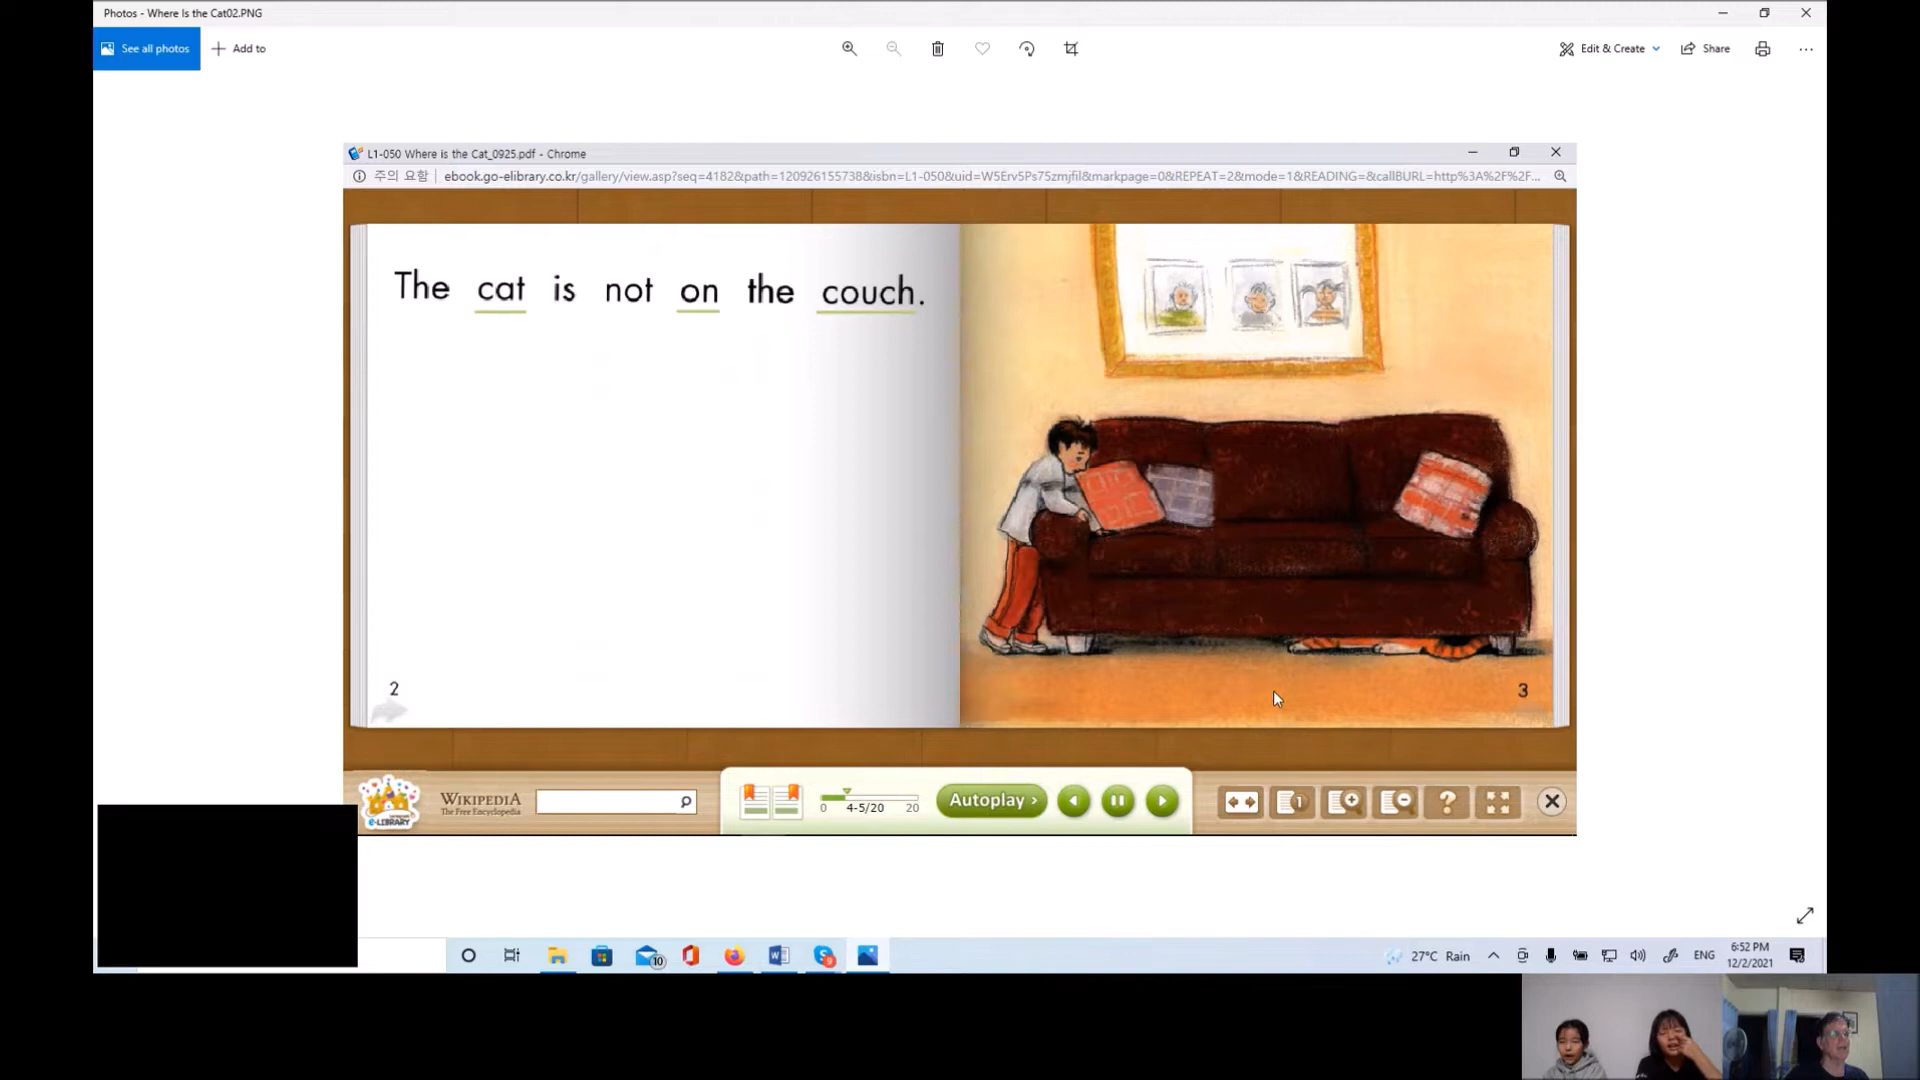 Photos - Where Is the Cat02.PNG
See all photos
Add to
Edit & Create
Share
L1-050 Where is the Cat_0925.pdf - Chrome
주의 요함 | ebook.go-elibrary.co.kr/gallery/view.asp?seq=4182&path=120926155738&isbn=L1-050&uid=W5Erv5Ps75zmjfil&markpage=0&REPEAT=2&mode=1&READING=&callBURL=http%3A%2F%2F...
The cat is not on the couch.
2
3
e-LIBRARY
WIKIPEDIA
The Free Encyclopedia
0 4-5/20 20
Autoplay ›
1
?
10
9
27°C Rain
ENG
6:52 PM
12/2/2021